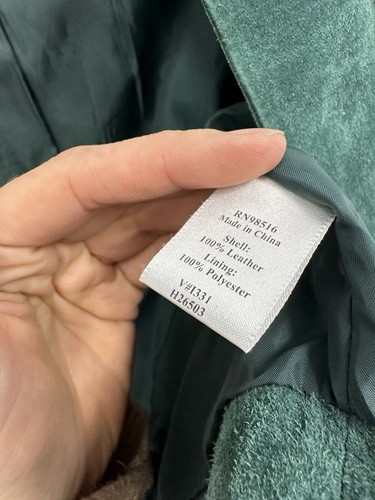 RN98516
Made in China
Shell:
100% Leather
Lining:
100% Polyester
V#1331
H26503